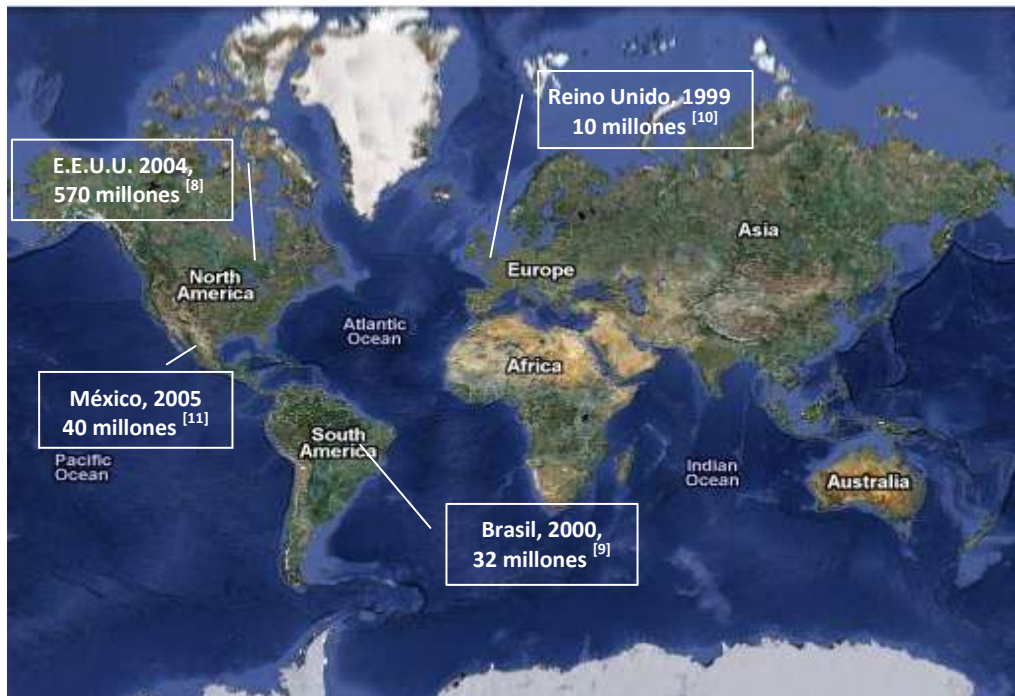 Reino Unido, 1999
10 millones [10]
E.E.U.U. 2004,
570 millones [8]
Asia
North
America
Europe
Atlantic
Ocean
Africa
México, 2005
40 millones [11]
South
America
Pacific
Ocean
Indian
Ocean
Australia
Brasil, 2000,
32 millones [9]